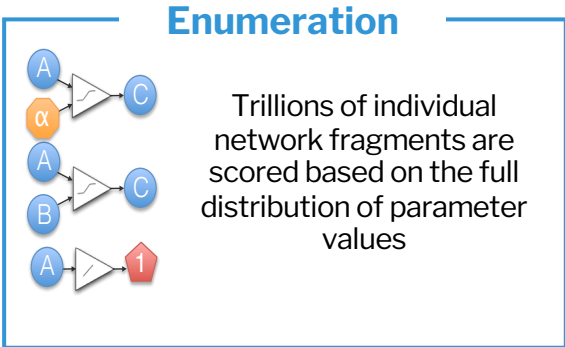 Enumeration
A
C
α
A
C
B
A
1
Trillions of individual
network fragments are
scored based on the full
distribution of parameter
values